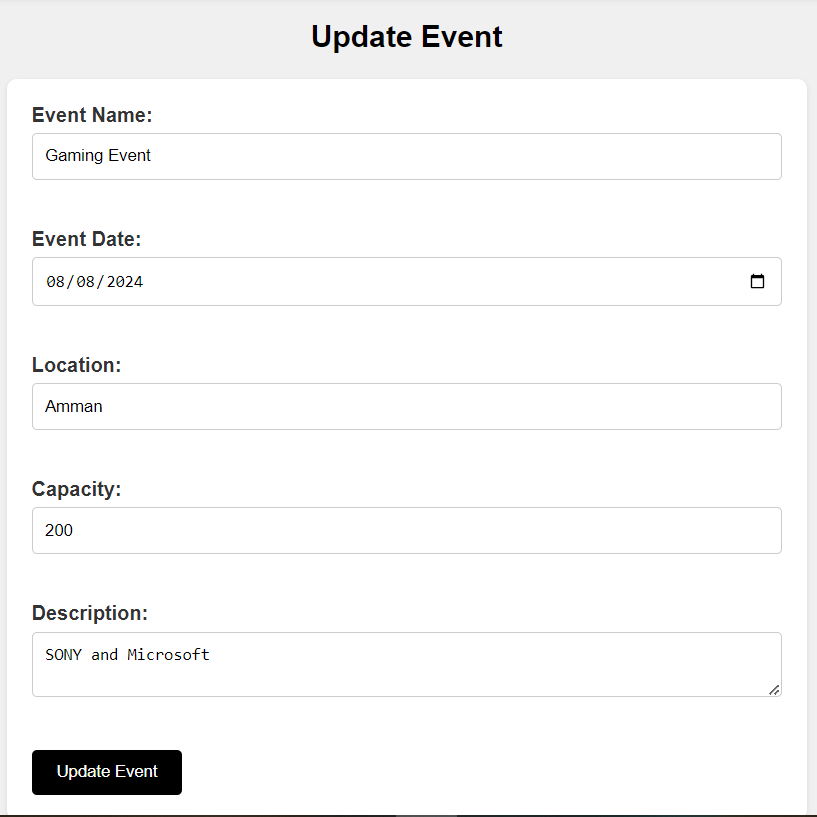 Update Event
Event Name:
Gaming Event
Event Date:
08/08/2024
Location:
Amman
Capacity:
200
Description:
SONY and Microsoft
Update Event